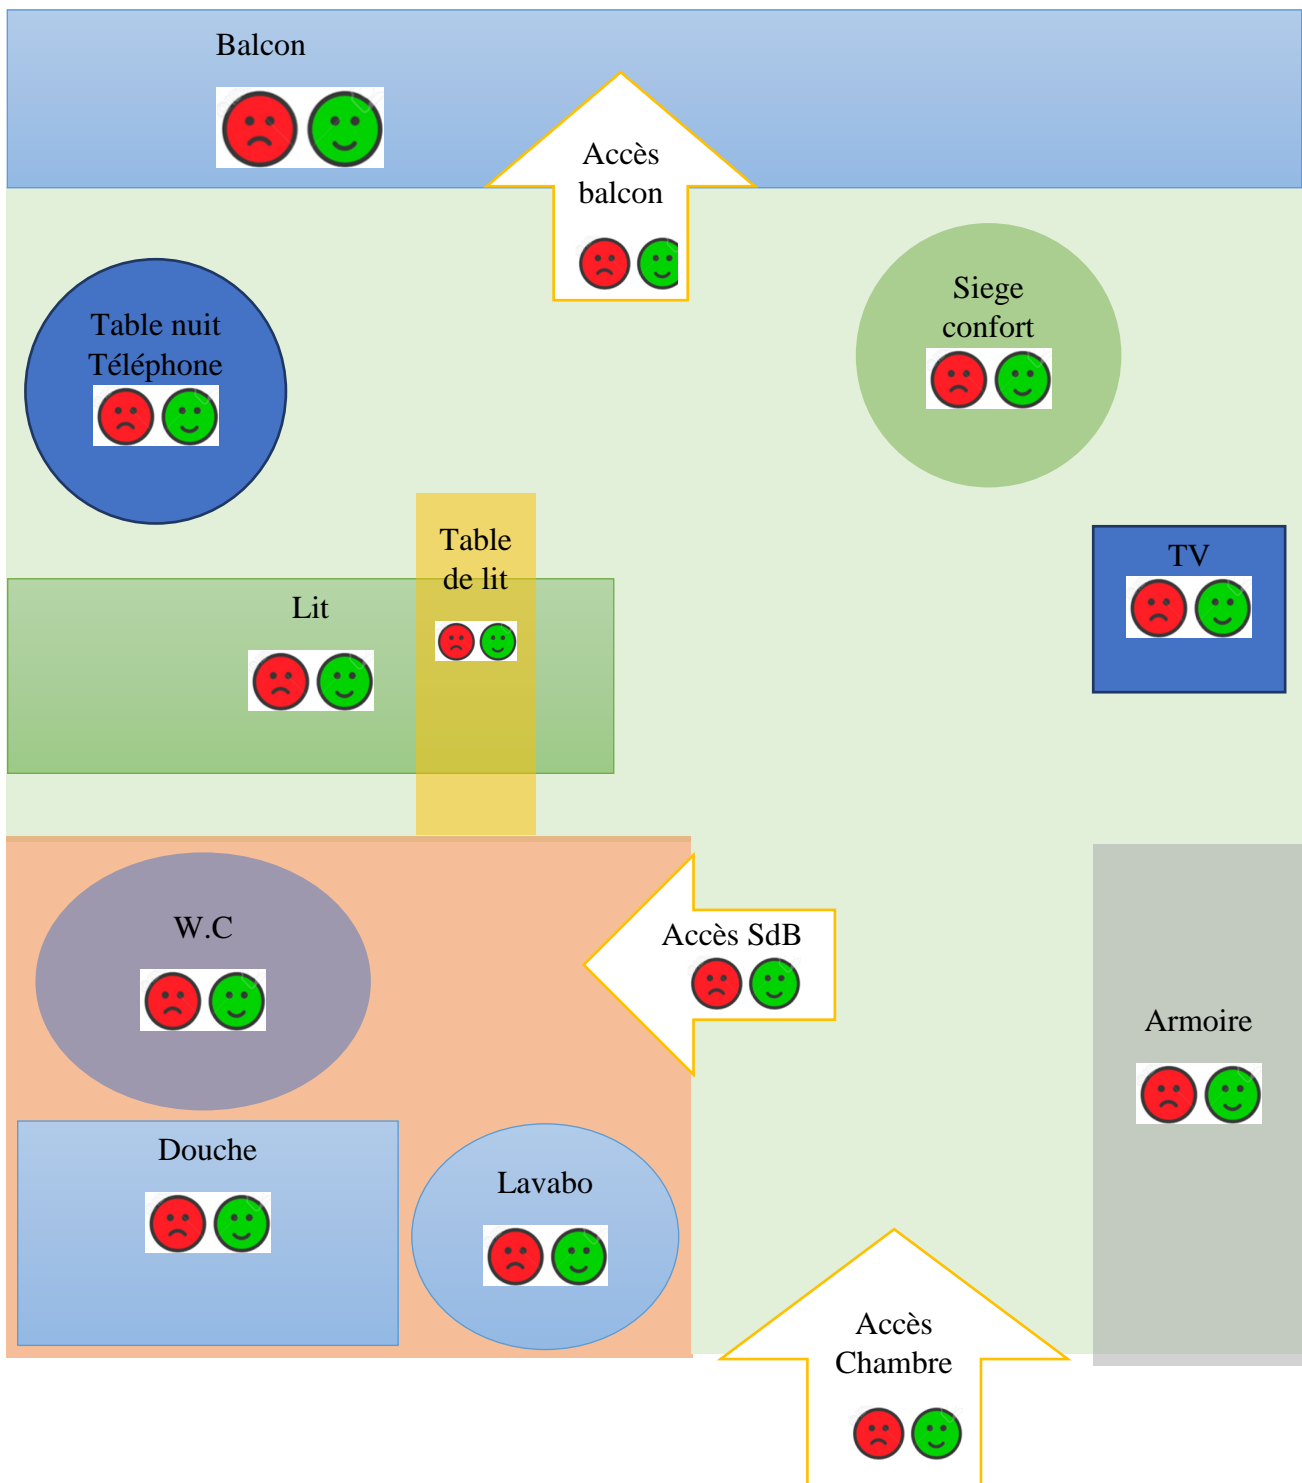 Balcon
Accès
balcon
Table nuit
Téléphone
Siege
confort
Table
de lit
TV
Lit
W.C
Accès SdB
Armoire
Douche
Lavabo
Accès
Chambre